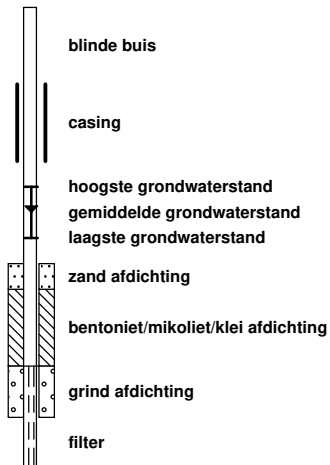 blinde buis
casing
hoogste grondwaterstand
gemiddelde grondwaterstand
laagste grondwaterstand
zand afdichting
bentoniet/mikoliet/klei afdichting
grind afdichting
filter